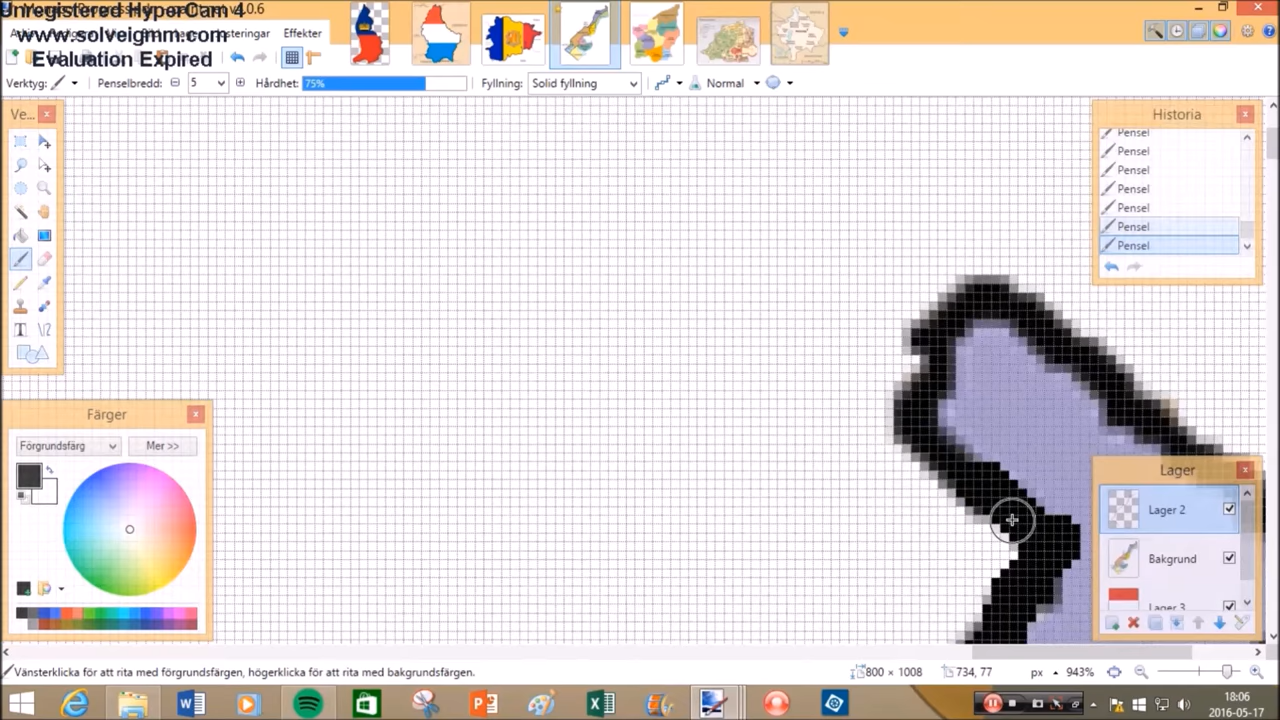 Unregistered HyperCam 4
.0.6
www.solveigmm.com
osteringar
Effekter
Evaluation Expired
Verktyg:
Penselbredd:
5
Hårdhet:
75%
Fyllning:
Solid fyllning
Normal
Ve...
Historia
Pensel
Pensel
Pensel
Pensel
Pensel
Pensel
Pensel
Färger
Förgrundsfärg
Mer >>
Lager
Lager 2
Bakgrund
Lager 3
Vänsterklicka för att rita med förgrundsfärgen, högerklicka för att rita med bakgrundsfärgen.
800 × 1008
734, 77
px
943%
18:06
2016-05-17